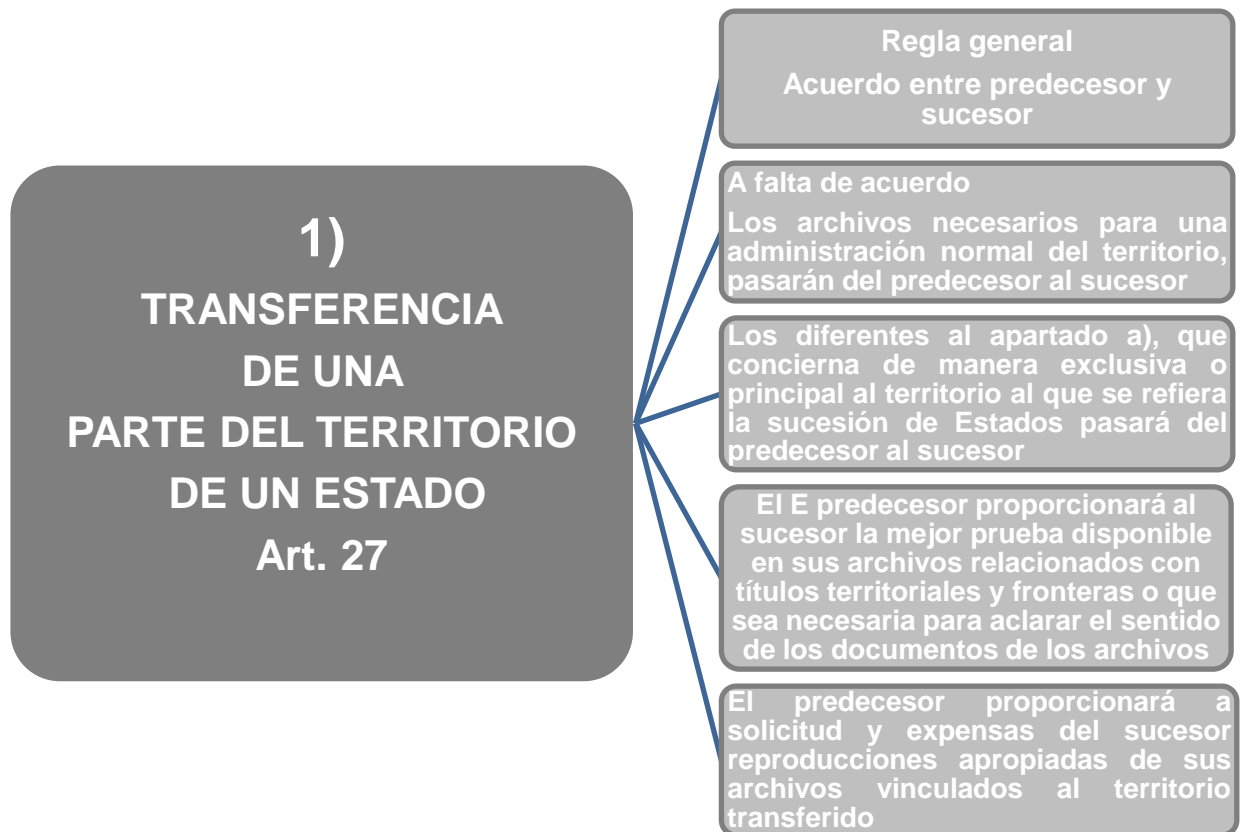 1)
TRANSFERENCIA
DE UNA
PARTE DEL TERRITORIO
DE UN ESTADO
Art. 27
Regla general
Acuerdo entre predecesor y
sucesor
A falta de acuerdo
Los archivos necesarios para una
administración normal del territorio,
pasarán del predecesor al sucesor
Los diferentes al apartado a), que
concierna de manera exclusiva o
principal al territorio al que se refiera
la sucesión de Estados pasará del
predecesor al sucesor
El E predecesor proporcionará al
sucesor la mejor prueba disponible
en sus archivos relacionados con
títulos territoriales y fronteras o que
sea necesaria para aclarar el sentido
de los documentos de los archivos
El predecesor proporcionará a
solicitud y expensas del sucesor
reproducciones apropiadas de sus
archivos vinculados al territorio
transferido